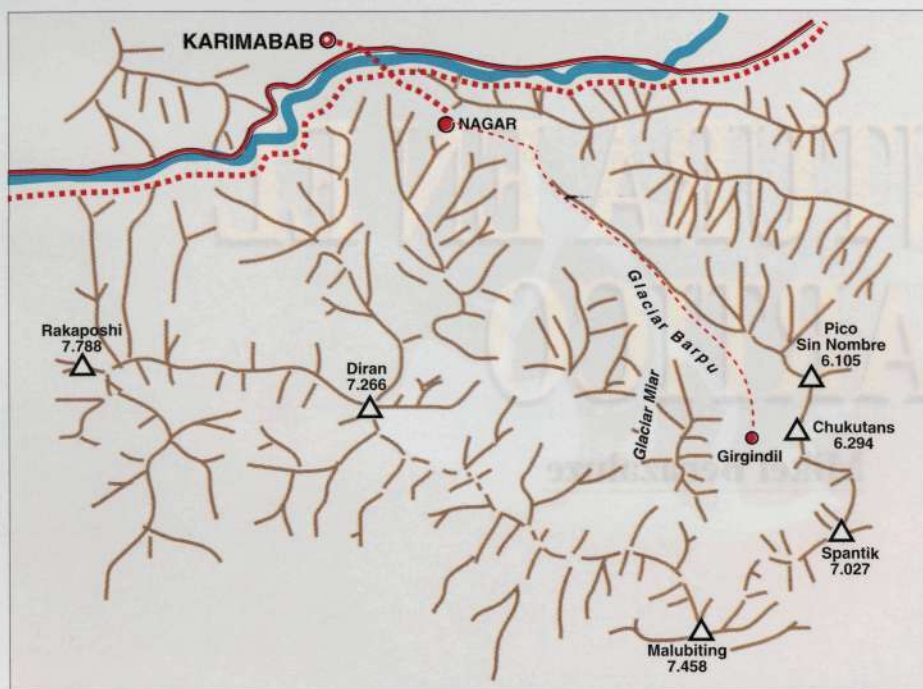 KARIMABAB
NAGAR
Rakaposhi
7.788
Diran
7.266
Glaciar Barpu
Glaciar Miar
Pico
Sin Nombre
6.105
Chukutans
6.294
Girgindil
Spantik
7.027
Malubiting
7.458